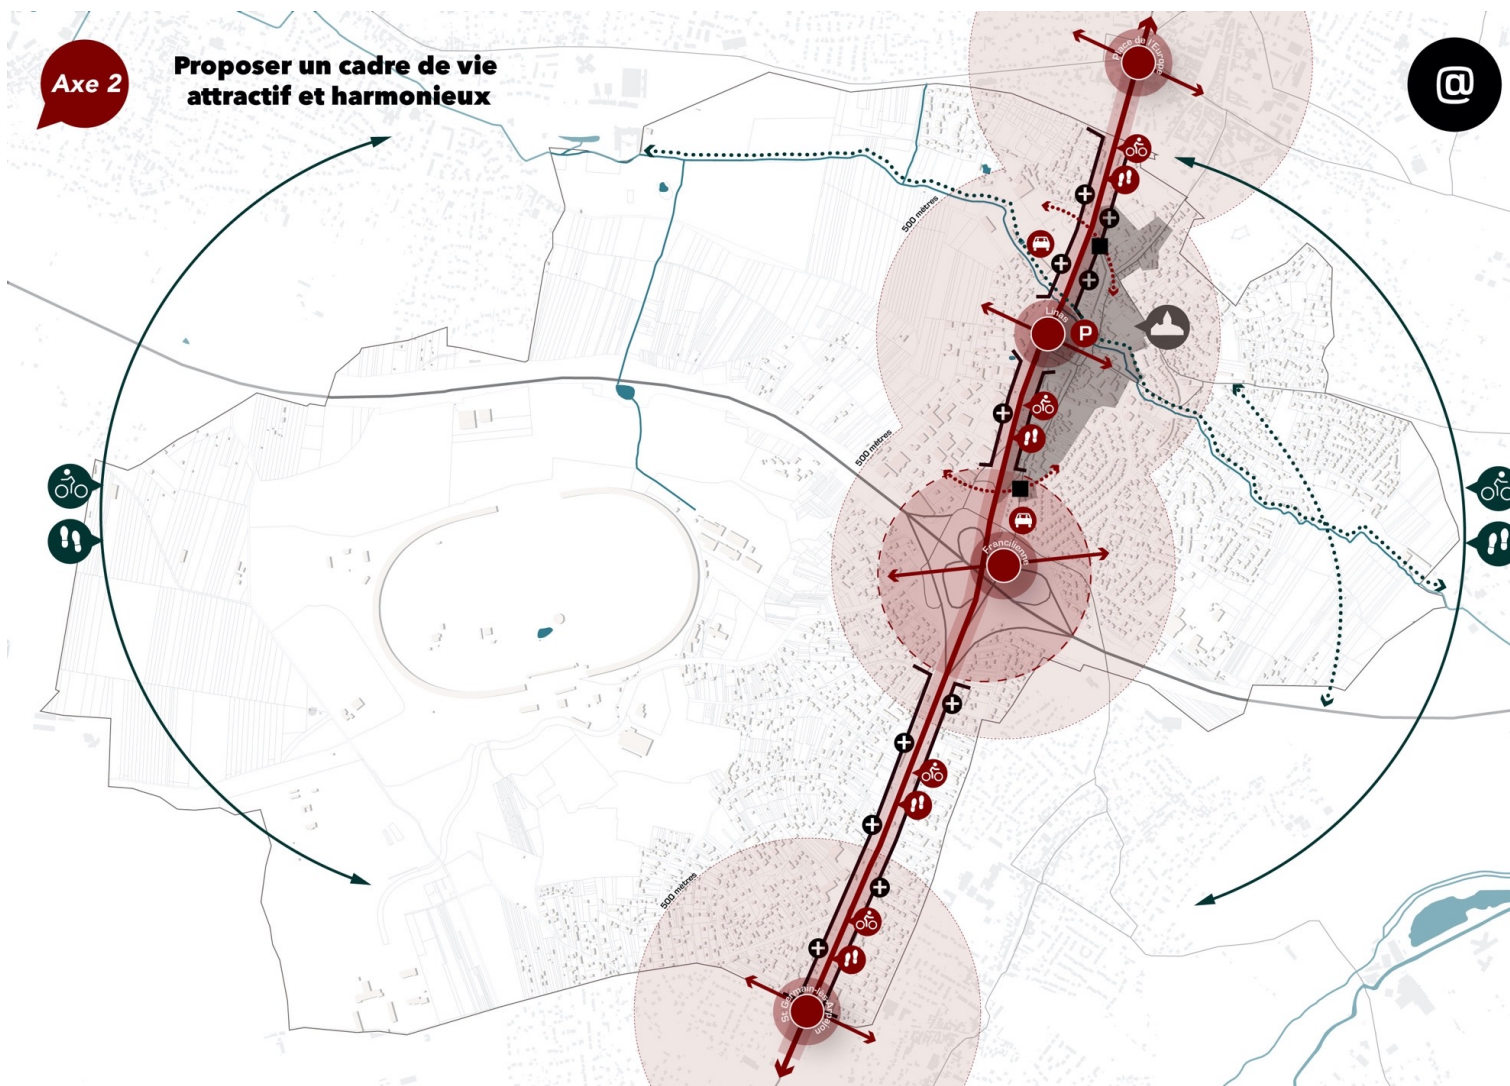 Axe 2
Proposer un cadre de vie
attractif et harmonieux
@
Place de l'Europe
500 mètres
Linas
P
500 mètres
Francilienne
500 mètres
St Germain-lès-Arpajon